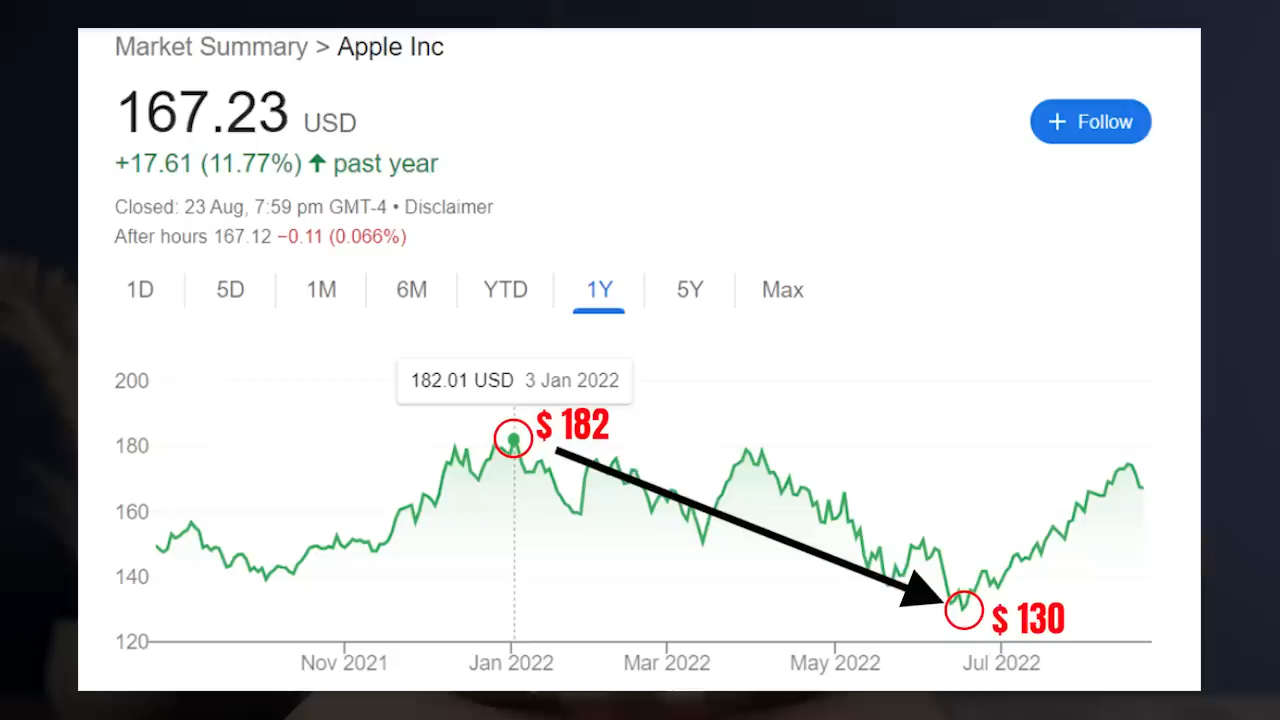 Market Summary > Apple Inc
167.23 USD
+ Follow
+17.61 (11.77%) ↑ past year
Closed: 23 Aug, 7:59 pm GMT-4 • Disclaimer
After hours 167.12 −0.11 (0.066%)
1D 5D 1M 6M YTD 1Y 5Y Max
182.01 USD 3 Jan 2022
200
$ 182
180
160
140
$ 130
120
Nov 2021 Jan 2022 Mar 2022 May 2022 Jul 2022